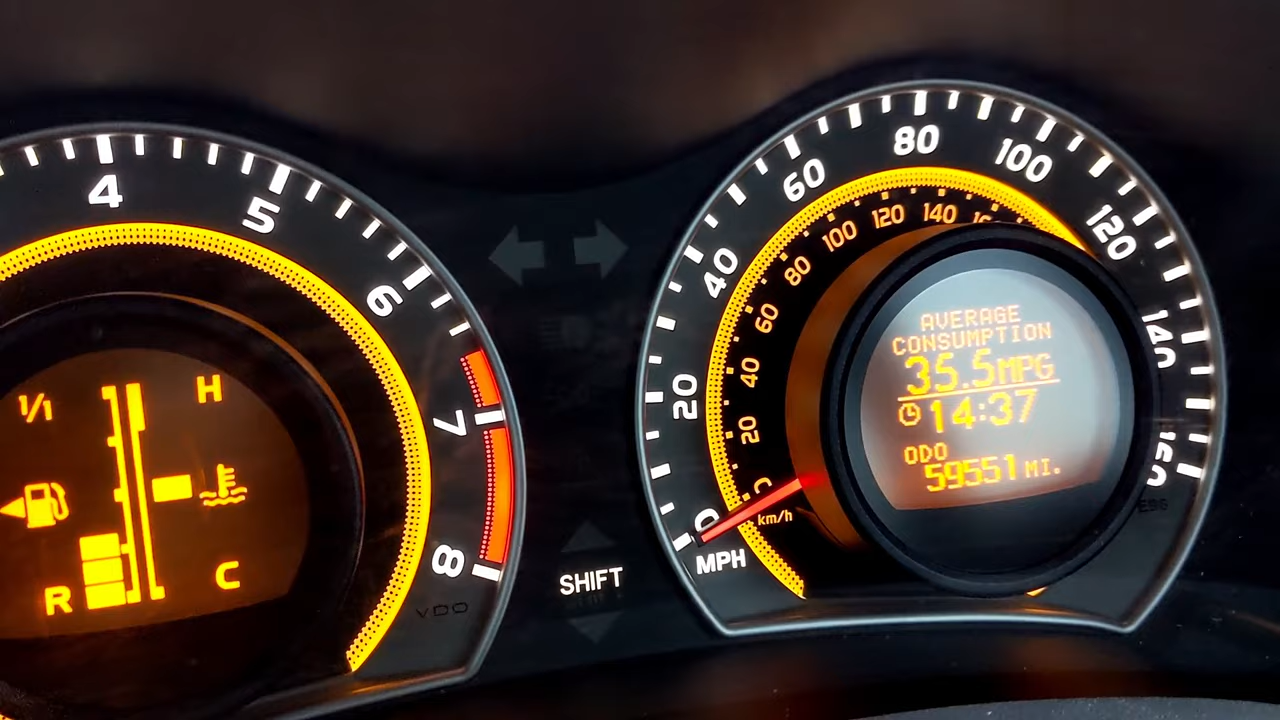 4
5
6
7
8
VDO
1/1
H
R
C
SHIFT
0
20
40
60
80
100
120
140
160
MPH
20
40
60
80
100
120
140
km/h
AVERAGE
CONSUMPTION
35.5MPG
14:37
ODO
59551 MI.